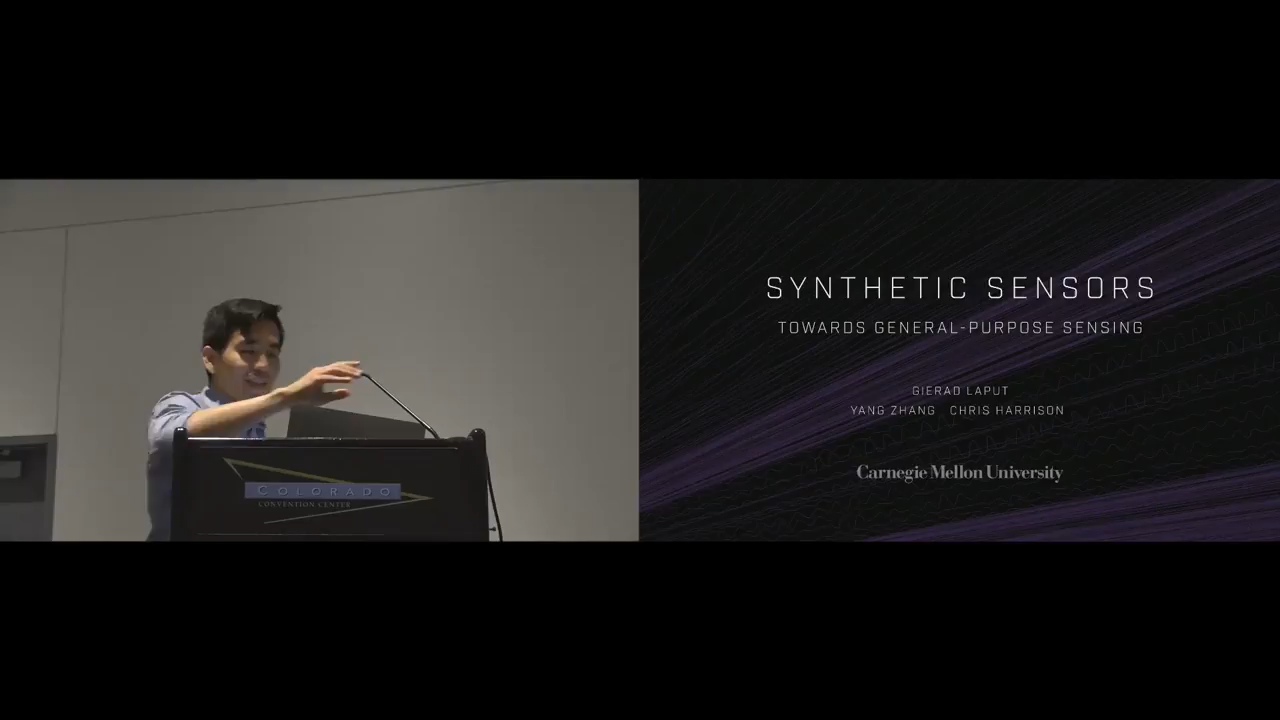 COLORADO
CONVENTION CENTER
SYNTHETIC SENSORS
TOWARDS GENERAL-PURPOSE SENSING
GIERAD LAPUT
YANG ZHANG CHRIS HARRISON
Carnegie Mellon University